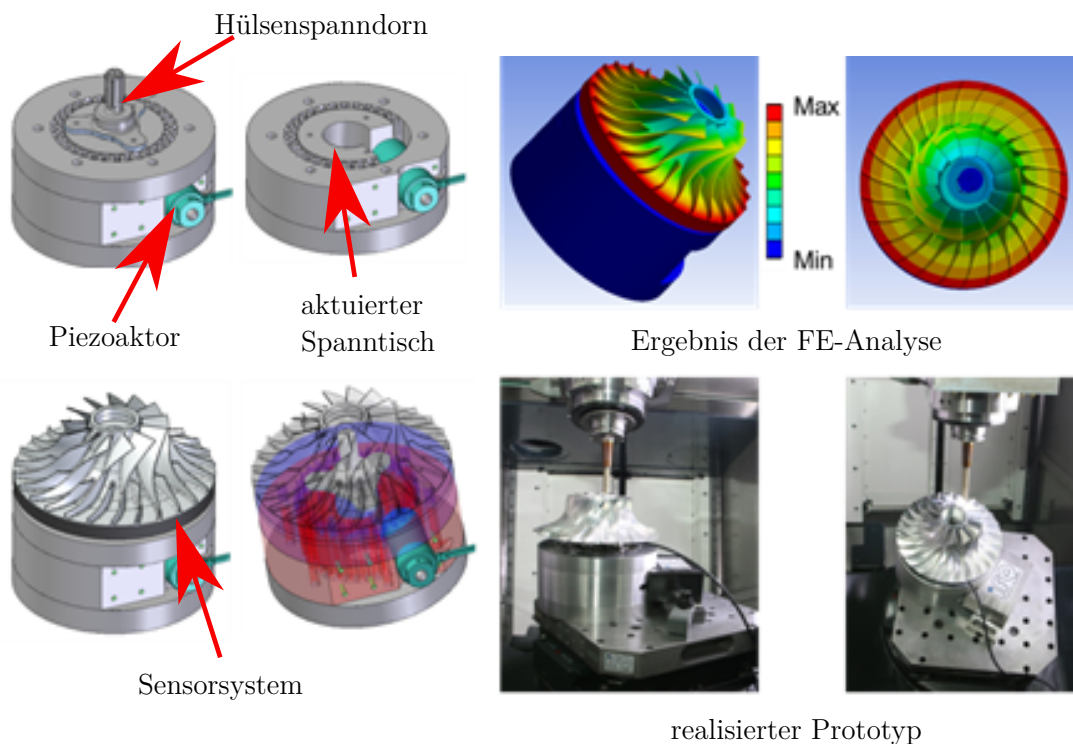 Hülsenspanndorn
Max
Min
Piezoaktor
aktuierter
Spanntisch
Ergebnis der FE-Analyse
Sensorsystem
realisierter Prototyp